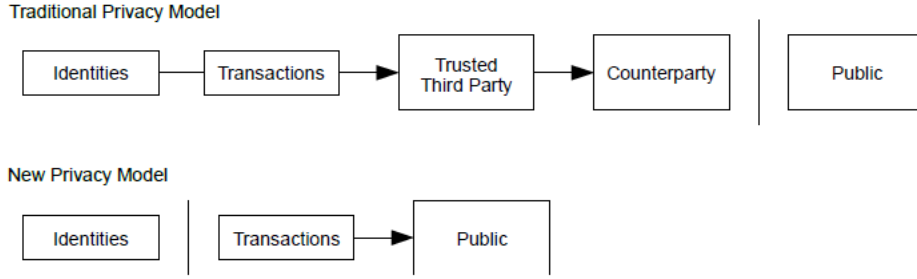 Traditional Privacy Model
Identities
Transactions
Trusted
Third Party
Counterparty
Public
New Privacy Model
Identities
Transactions
Public